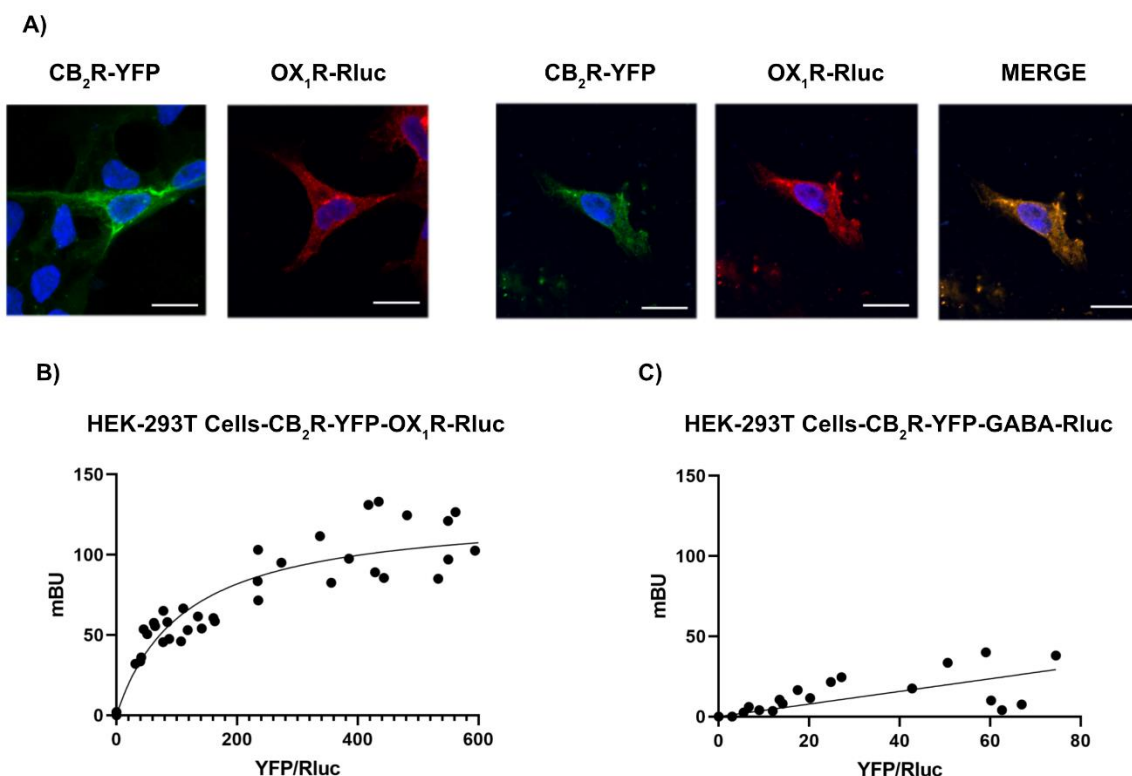 A)
CB₂R-YFP
OX₁R-Rluc
CB₂R-YFP
OX₁R-Rluc
MERGE
B)
HEK-293T Cells-CB₂R-YFP-OX₁R-Rluc
150
100
50
0
mBU
0 200 400 600
YFP/Rluc
C)
HEK-293T Cells-CB₂R-YFP-GABA-Rluc
150
100
50
0
mBU
0 20 40 60 80
YFP/Rluc